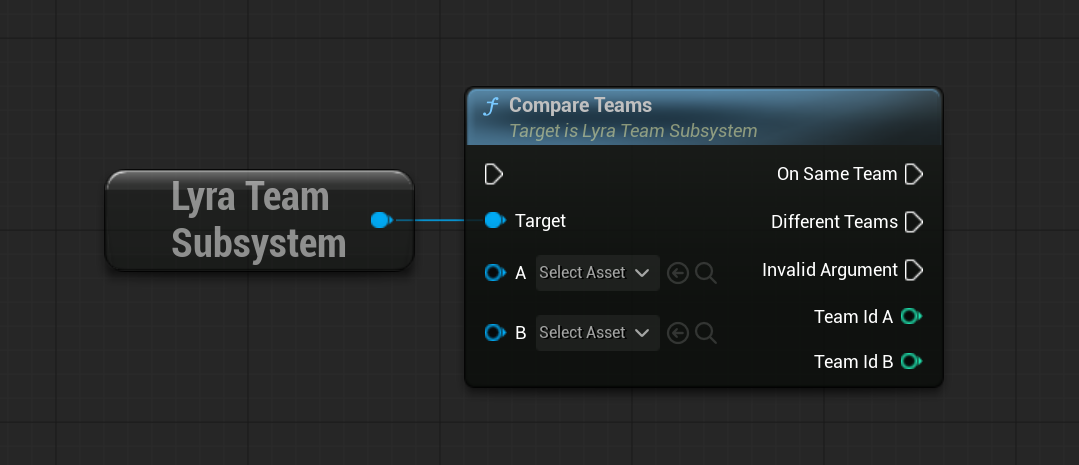 Lyra Team
Subsystem
Compare Teams
Target is Lyra Team Subsystem
On Same Team
Target
Different Teams
A Select Asset
Invalid Argument
Team Id A
B Select Asset
Team Id B